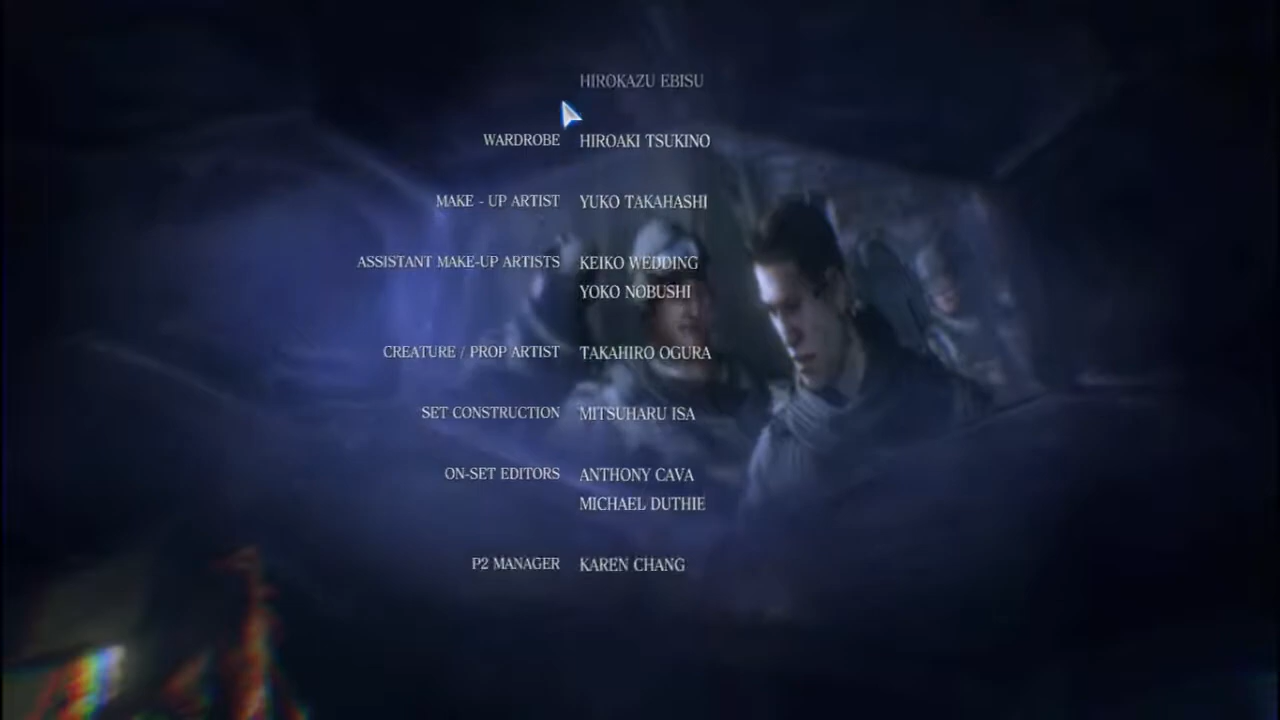 HIROKAZU EBISU
WARDROBE HIROAKI TSUKINO
MAKE - UP ARTIST YUKO TAKAHASHI
ASSISTANT MAKE-UP ARTISTS KEIKO WEDDING
YOKO NOBUSHI
CREATURE / PROP ARTIST TAKAHIRO OGURA
SET CONSTRUCTION MITSUHARU ISA
ON-SET EDITORS ANTHONY CAVA
MICHAEL DUTHIE
P2 MANAGER KAREN CHANG